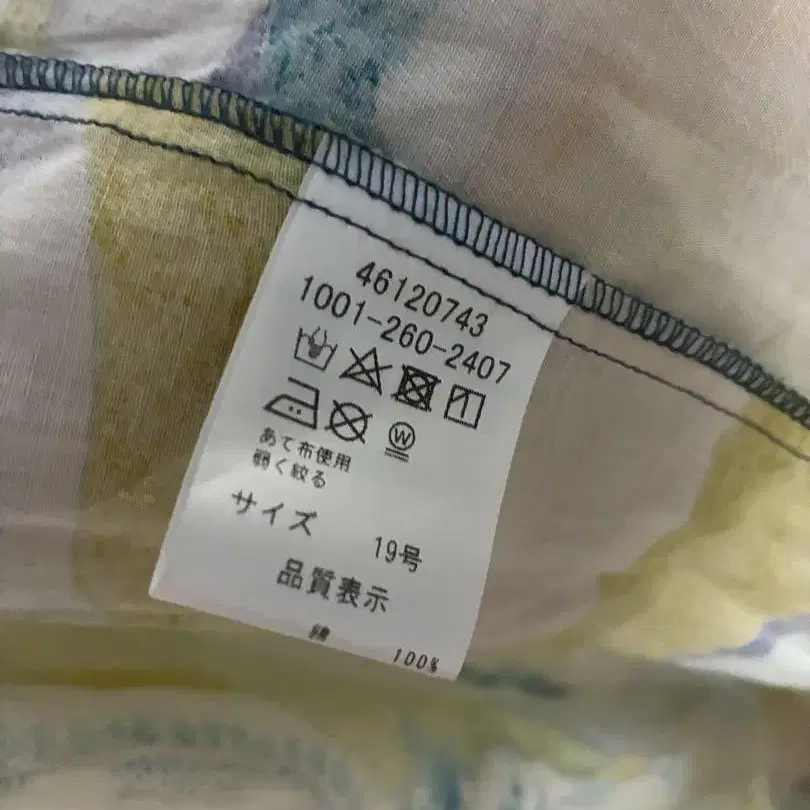 46120743
1001-260-2407
W
あて布使用
弱く絞る
サイズ
19号
品質表示
綿
100%